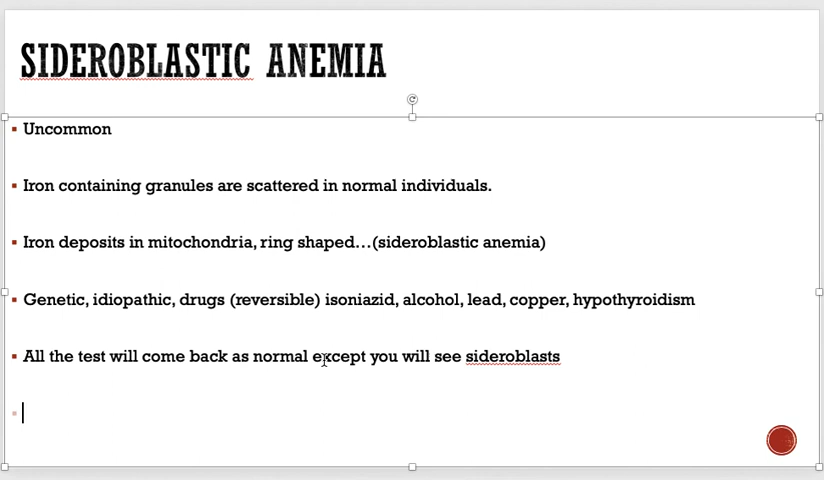 SIDEROBLASTIC ANEMIA
Uncommon
Iron containing granules are scattered in normal individuals.
Iron deposits in mitochondria, ring shaped…(sideroblastic anemia)
Genetic, idiopathic, drugs (reversible) isoniazid, alcohol, lead, copper, hypothyroidism
All the test will come back as normal except you will see sideroblasts